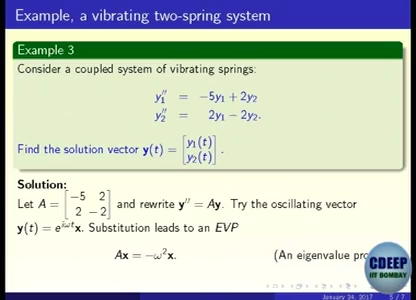 Example, a vibrating two-spring system
Example 3
Consider a coupled system of vibrating springs:
y₁″ = −5y₁ + 2y₂
y₂″ = 2y₁ − 2y₂.
Find the solution vector y(t) = [y₁(t)
y₂(t)].
Solution:
Let A = [−5 2
2 −2] and rewrite y″ = Ay. Try the oscillating vector
y(t) = e^{iωt}x. Substitution leads to an EVP
Ax = −ω²x. (An eigenvalue
CDEEP
IIT BOMBAY
January 24, 2017 5 / 7